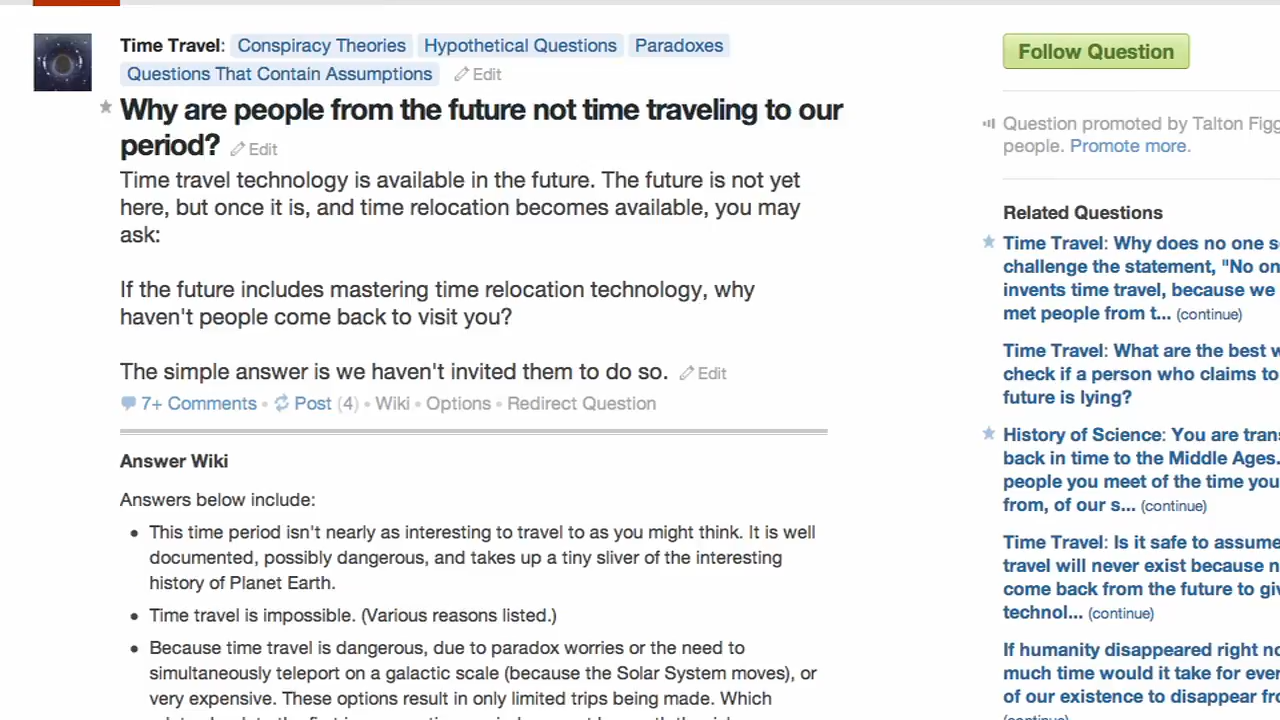 Time Travel: Conspiracy Theories Hypothetical Questions Paradoxes
Questions That Contain Assumptions Edit
Why are people from the future not time traveling to our
period? Edit
Time travel technology is available in the future. The future is not yet
here, but once it is, and time relocation becomes available, you may
ask:
If the future includes mastering time relocation technology, why
haven't people come back to visit you?
The simple answer is we haven't invited them to do so. Edit
7+ Comments • Post (4) • Wiki • Options • Redirect Question
Answer Wiki
Answers below include:
• This time period isn't nearly as interesting to travel to as you might think. It is well
documented, possibly dangerous, and takes up a tiny sliver of the interesting
history of Planet Earth.
• Time travel is impossible. (Various reasons listed.)
• Because time travel is dangerous, due to paradox worries or the need to
simultaneously teleport on a galactic scale (because the Solar System moves), or
very expensive. These options result in only limited trips being made. Which
Follow Question
Question promoted by Talton Figg
people. Promote more.
Related Questions
Time Travel: Why does no one s
challenge the statement, "No on
invents time travel, because we
met people from t... (continue)
Time Travel: What are the best w
check if a person who claims to
future is lying?
History of Science: You are trans
back in time to the Middle Ages.
people you meet of the time you
from, of our s... (continue)
Time Travel: Is it safe to assume
travel will never exist because n
come back from the future to giv
technol... (continue)
If humanity disappeared right no
much time would it take for ever
of our existence to disappear fro
(continue)